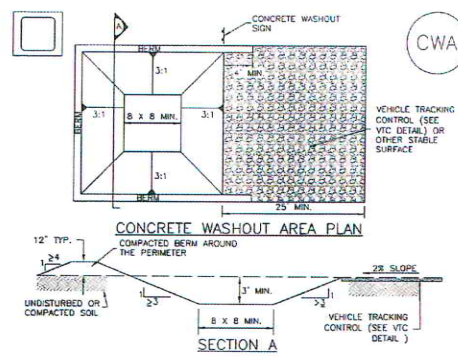 A
CONCRETE WASHOUT
SIGN
CWA
BERM
3:1
4' MIN.
BERM
3:1
8 X 8 MIN.
3:1
VEHICLE TRACKING
CONTROL (SEE
VTC DETAIL) OR
OTHER STABLE
SURFACE
3:1
BERM
25' MIN.
CONCRETE WASHOUT AREA PLAN
12" TYP.
COMPACTED BERM AROUND
THE PERIMETER
≥4
1
2% SLOPE
UNDISTURBED OR
COMPACTED SOIL
1
≥3
3' MIN.
1
>2
8 X 8 MIN.
VEHICLE TRACKING
CONTROL (SEE VTC
DETAIL )
SECTION A